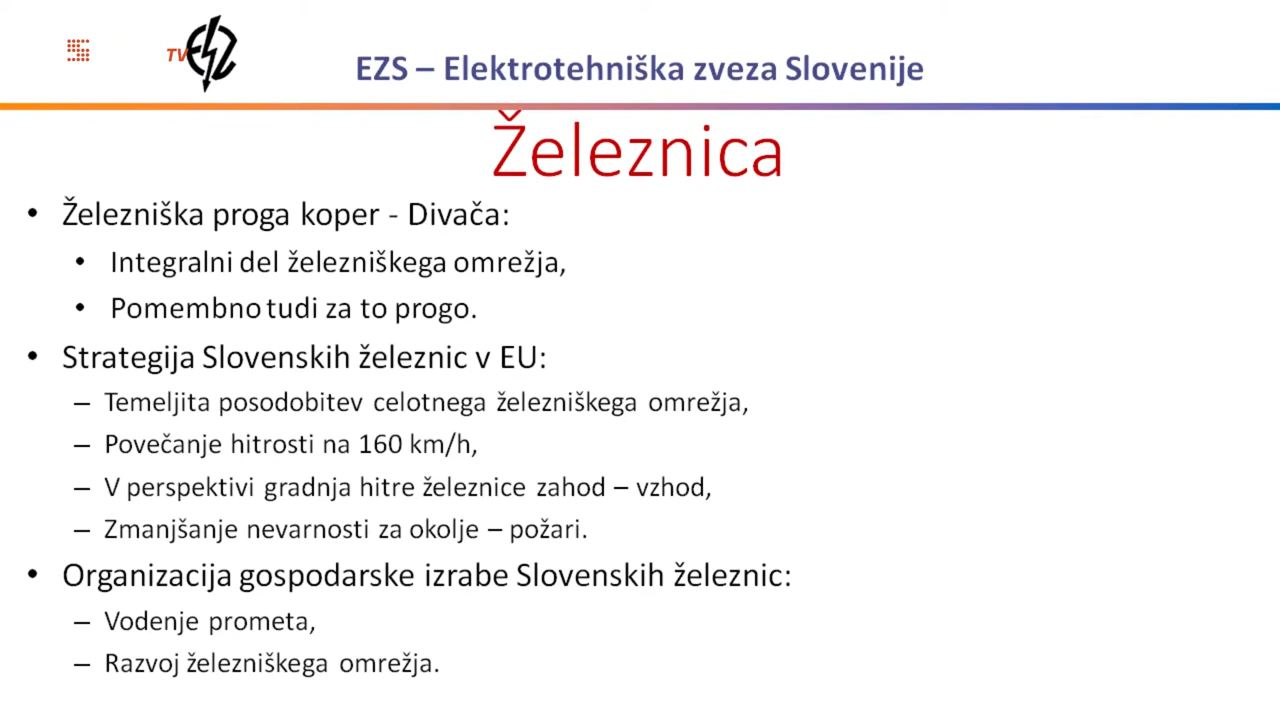 TV
EZS – Elektrotehniška zveza Slovenije
Železnica
• Železniška proga koper - Divača:
• Integralni del železniškega omrežja,
• Pomembno tudi za to progo.
• Strategija Slovenskih železnic v EU:
– Temeljita posodobitev celotnega železniškega omrežja,
– Povečanje hitrosti na 160 km/h,
– V perspektivi gradnja hitre železnice zahod – vzhod,
– Zmanjšanje nevarnosti za okolje – požari.
• Organizacija gospodarske izrabe Slovenskih železnic:
– Vodenje prometa,
– Razvoj železniškega omrežja.